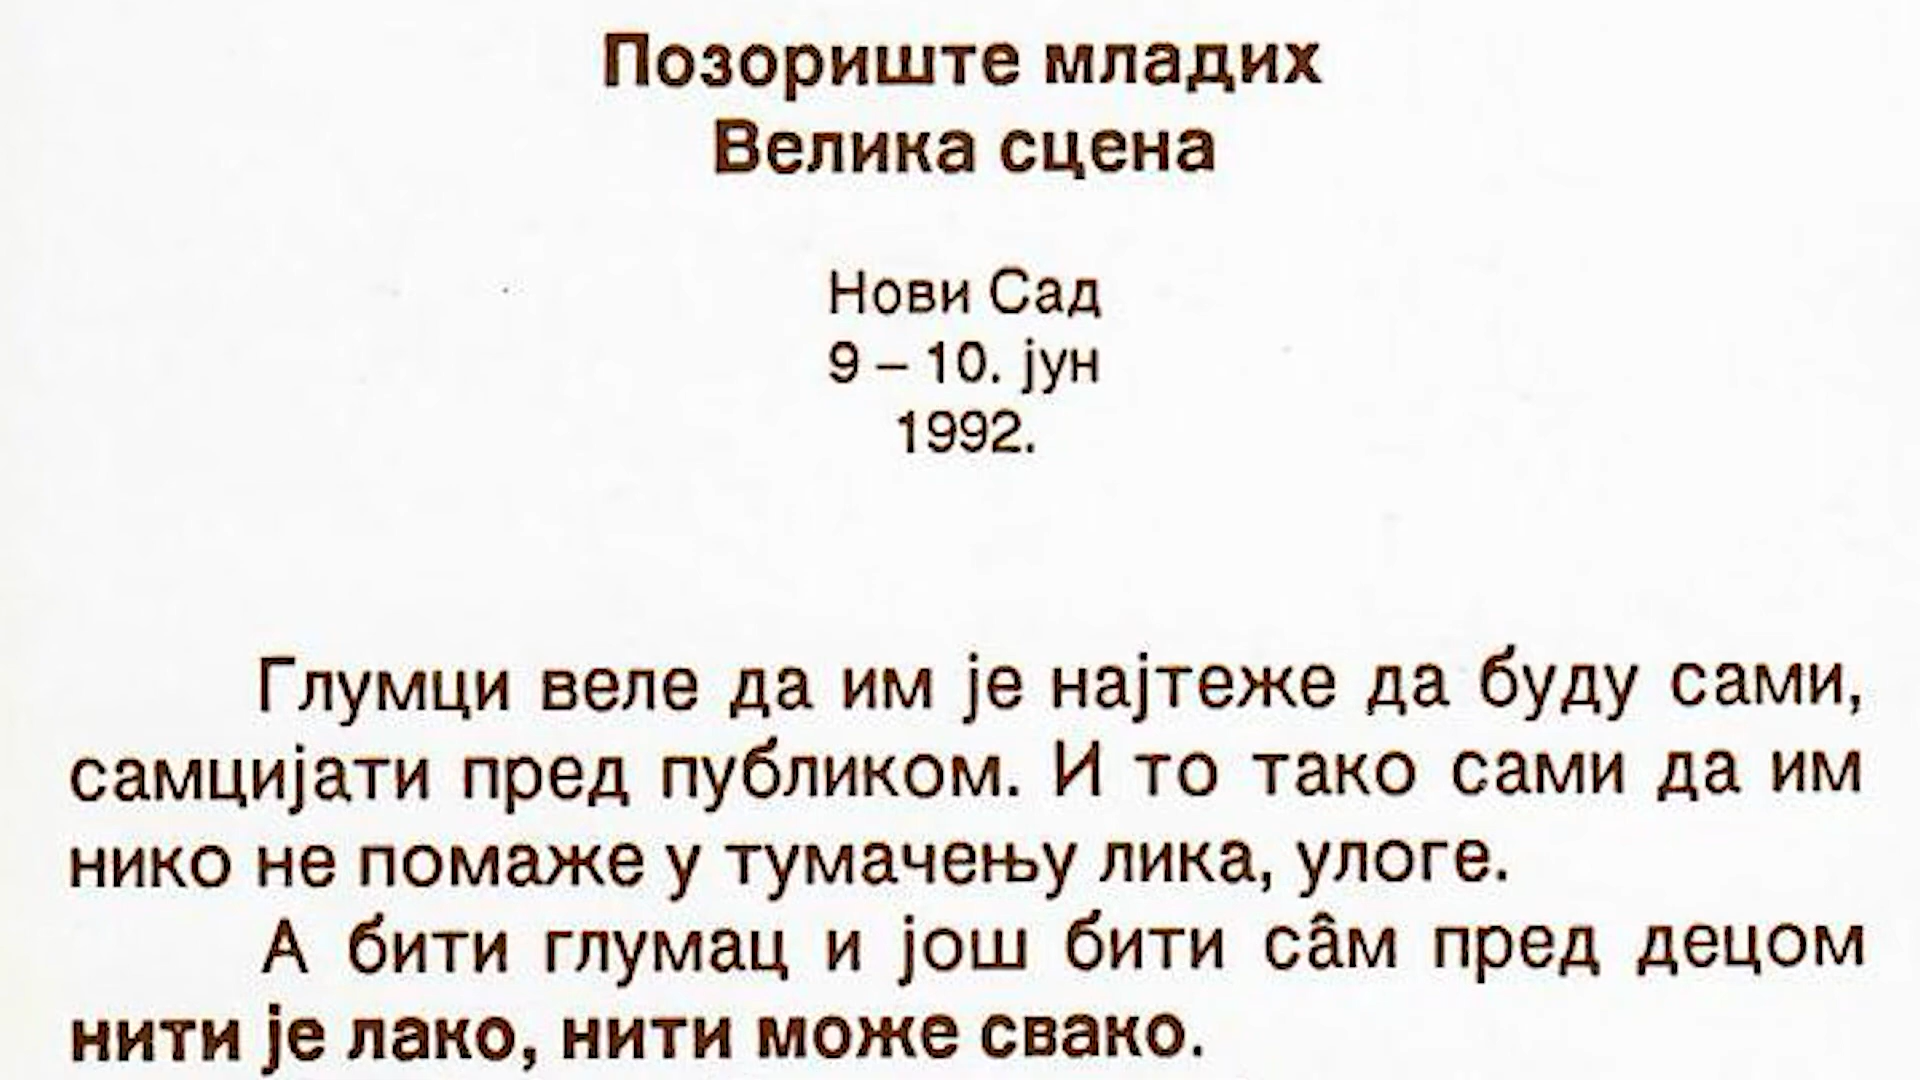 Позориште младих
Велика сцена
Нови Сад
9 – 10. јун
1992.
Глумци веле да им је најтеже да буду сами,
самцијати пред публиком. И то тако сами да им
нико не помаже у тумачењу лика, улоге.
А бити глумац и још бити сâм пред децом
нити је лако, нити може свако.